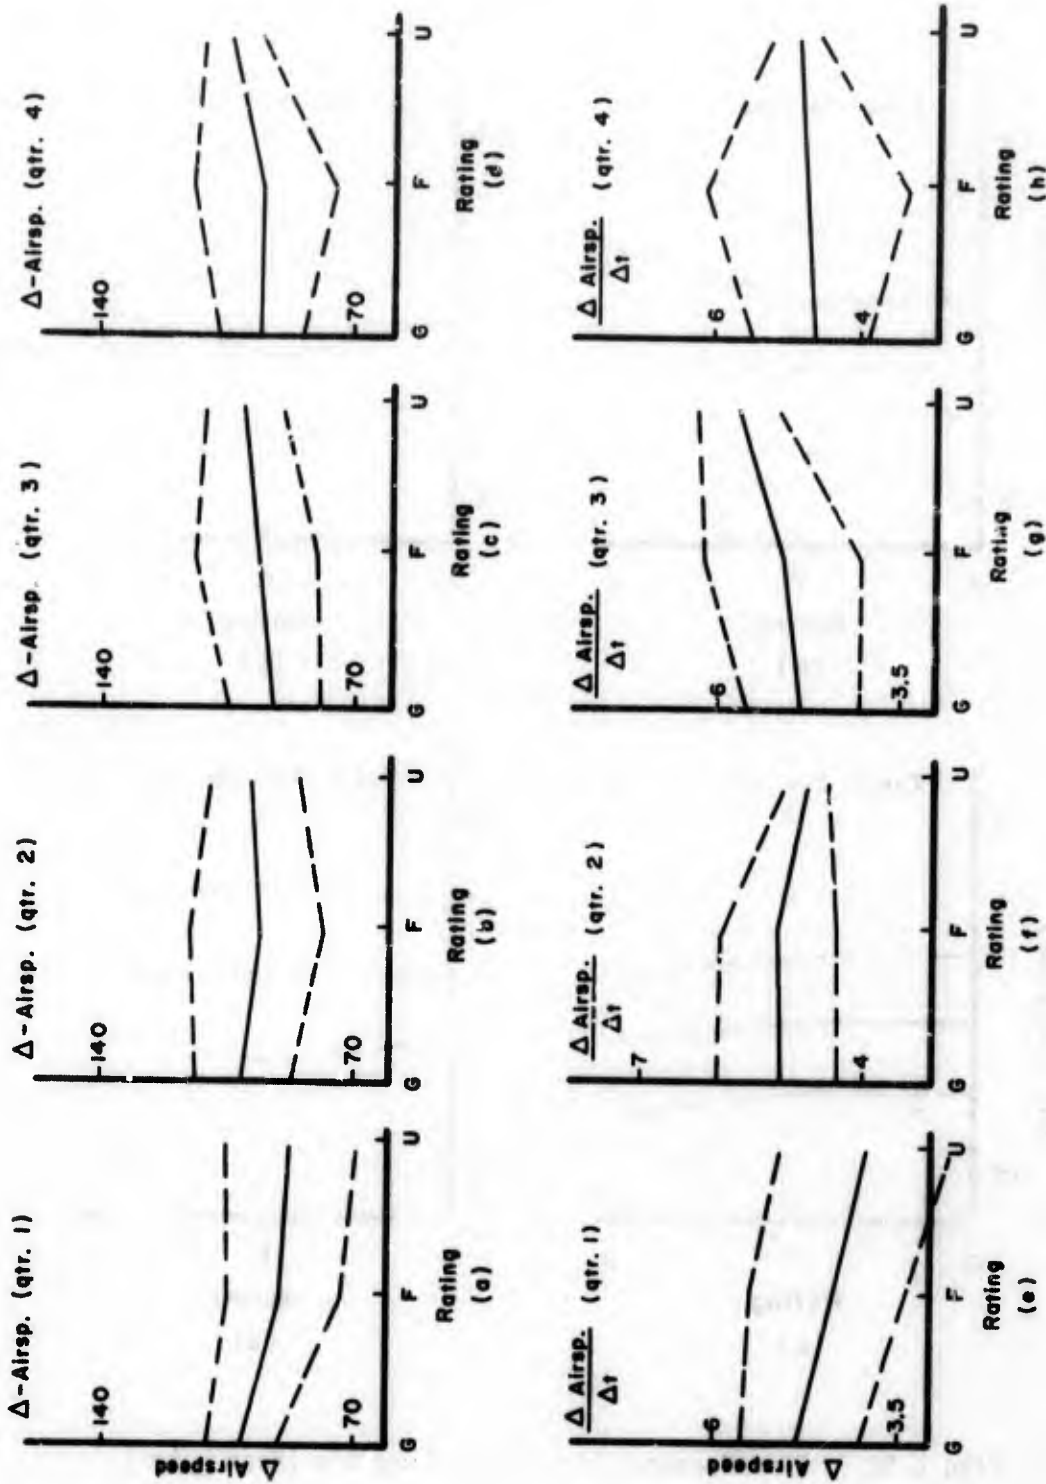 Δ-Airsp. (qtr. 1)
140
70
Δ Airspeed
G F U
Rating
(a)
Δ-Airsp. (qtr. 2)
140
70
G F U
Rating
(b)
Δ-Airsp. (qtr. 3)
140
70
G F U
Rating
(c)
Δ-Airsp. (qtr. 4)
140
70
G F U
Rating
(d)
Δ Airsp. (qtr. 1)
Δt
6
3.5
Δ Airspeed
G F U
Rating
(e)
Δ Airsp. (qtr. 2)
Δt
7
4
G F U
Rating
(f)
Δ Airsp. (qtr. 3)
Δt
6
3.5
G F U
Rating
(g)
Δ Airsp. (qtr. 4)
Δt
6
4
G F U
Rating
(h)